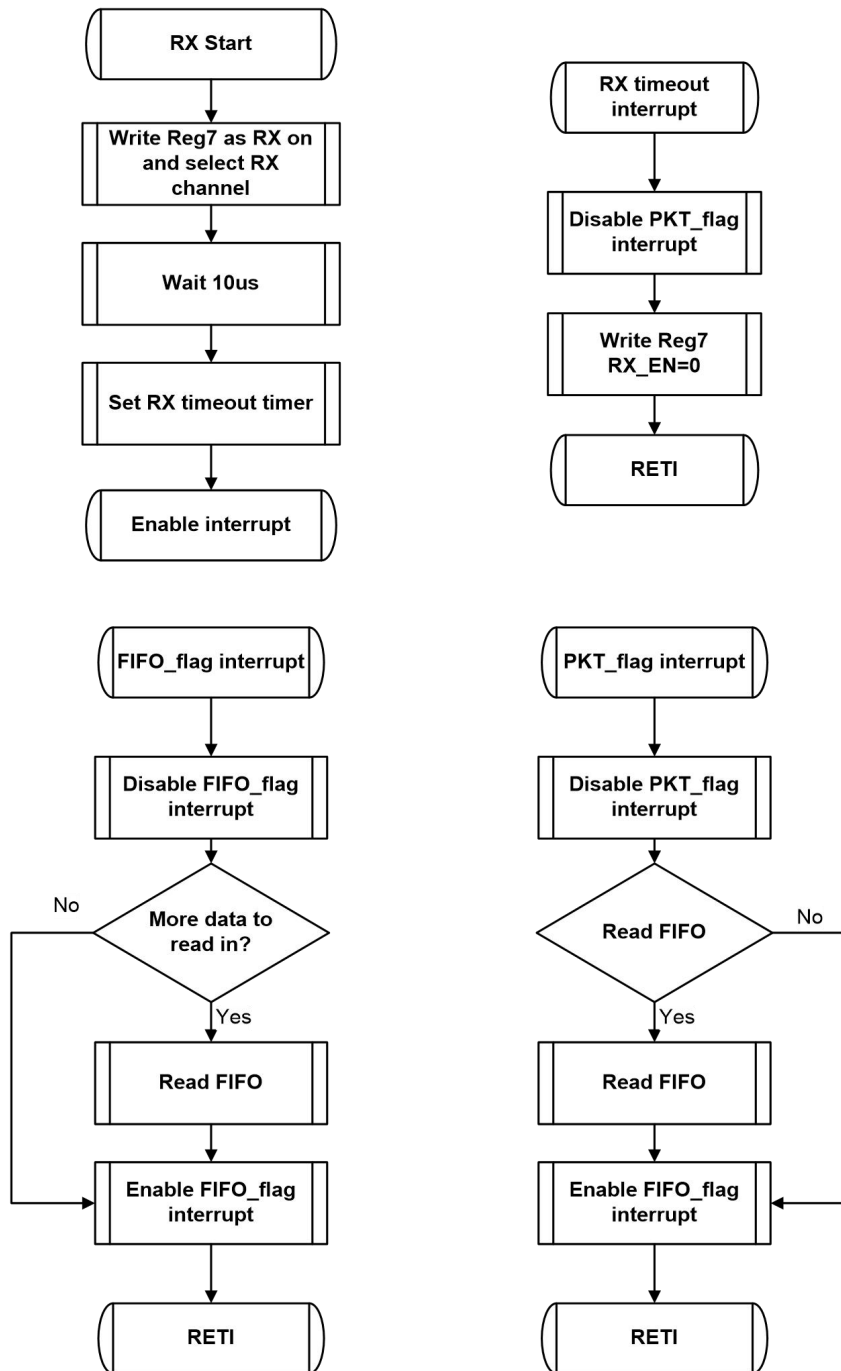 RX Start
Write Reg7 as RX on
and select RX
channel
Wait 10us
Set RX timeout timer
Enable interrupt
RX timeout
interrupt
Disable PKT_flag
interrupt
Write Reg7
RX_EN=0
RETI
FIFO_flag interrupt
Disable FIFO_flag
interrupt
No
More data to
read in?
Yes
Read FIFO
Enable FIFO_flag
interrupt
RETI
PKT_flag interrupt
Disable PKT_flag
interrupt
Read FIFO
No
Yes
Read FIFO
Enable FIFO_flag
interrupt
RETI